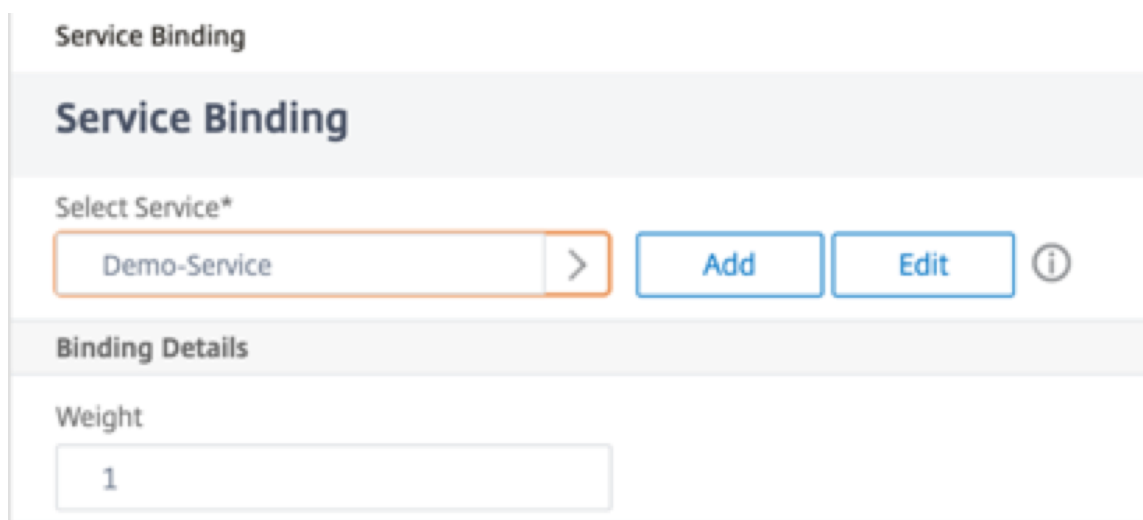 Service Binding
Service Binding
Select Service*
Demo-Service > Add Edit
Binding Details
Weight
1